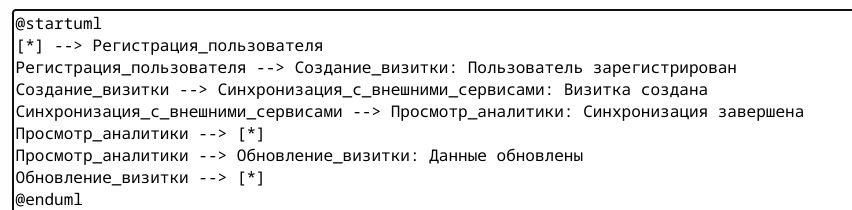 @startuml
[*] --> Регистрация_пользователя
Регистрация_пользователя --> Создание_визитки: Пользователь зарегистрирован
Создание_визитки --> Синхронизация_с_внешними_сервисами: Визитка создана
Синхронизация_с_внешними_сервисами --> Просмотр_аналитики: Синхронизация завершена
Просмотр_аналитики --> [*]
Просмотр_аналитики --> Обновление_визитки: Данные обновлены
Обновление_визитки --> [*]
@enduml